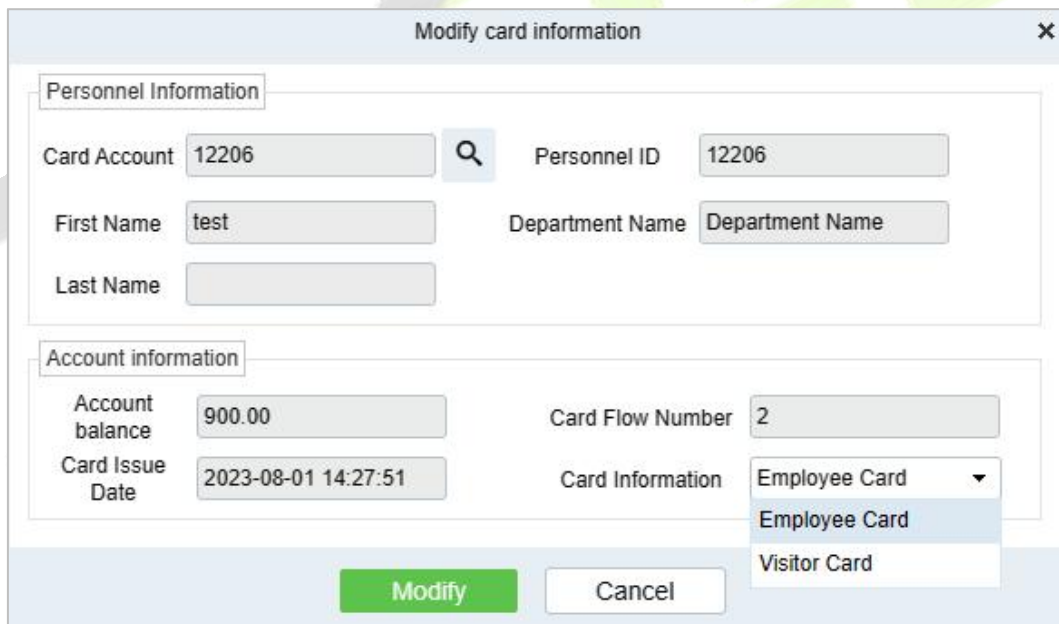 Modify card information
Personnel Information
Card Account 12206 Personnel ID 12206
First Name test Department Name Department Name
Last Name
Account information
Account balance 900.00 Card Flow Number 2
Card Issue Date 2023-08-01 14:27:51 Card Information Employee Card
Employee Card
Visitor Card
Modify Cancel